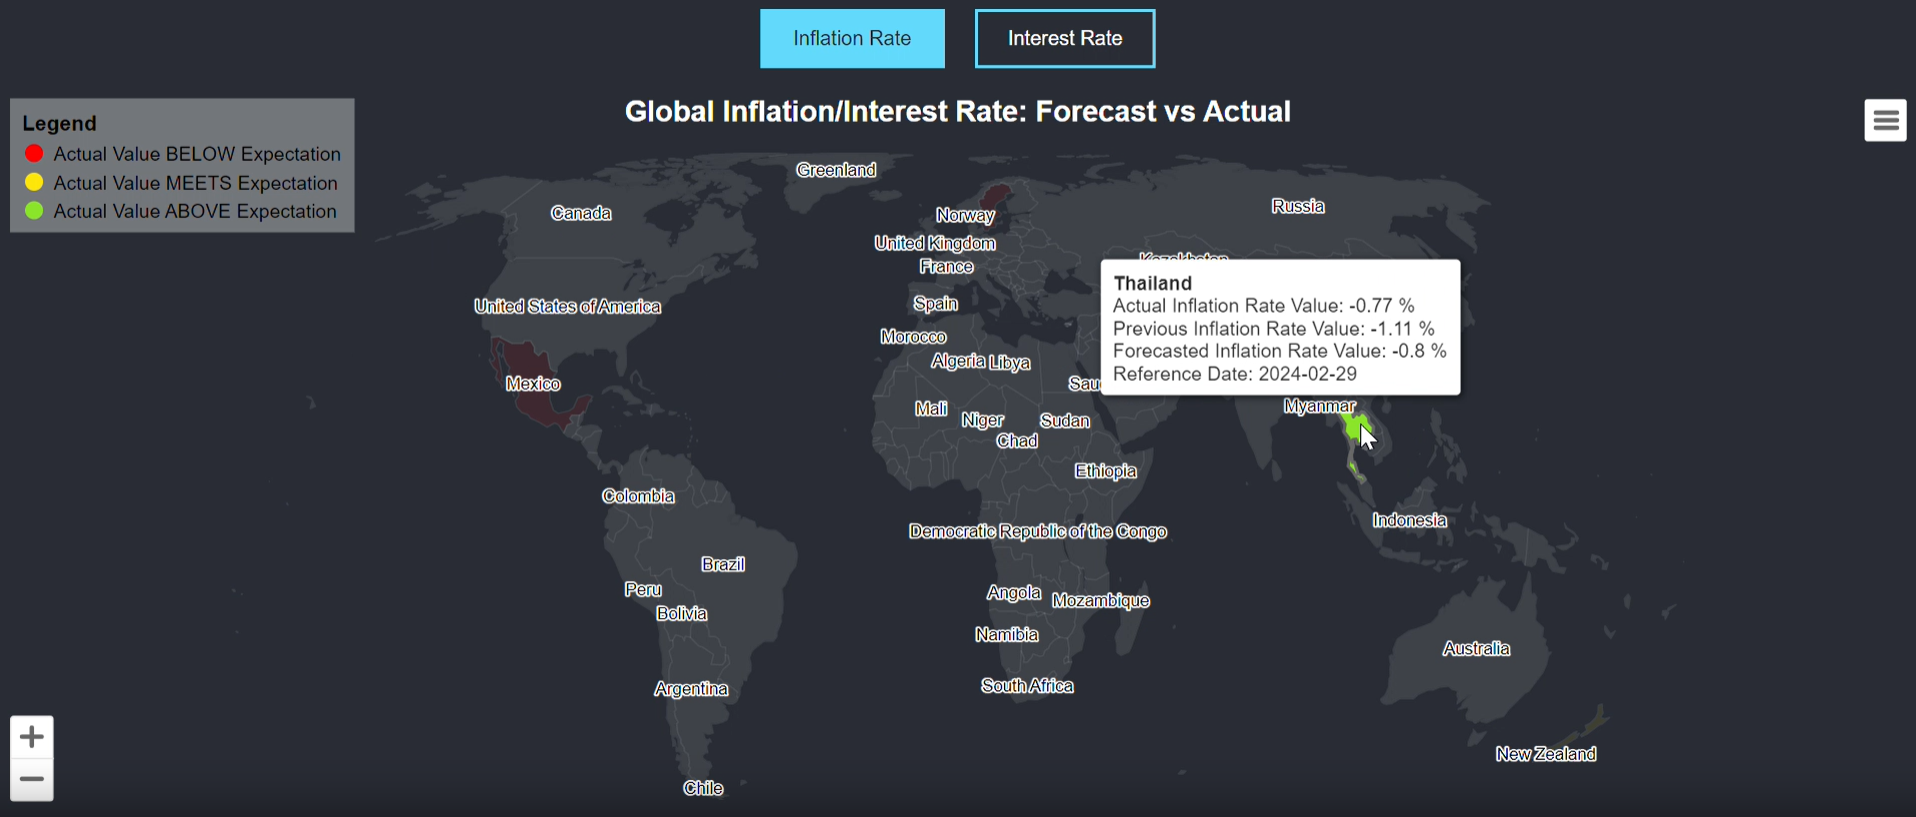 Inflation Rate
Interest Rate
Global Inflation/Interest Rate: Forecast vs Actual
Legend
Actual Value BELOW Expectation
Actual Value MEETS Expectation
Actual Value ABOVE Expectation
Greenland
Canada
Norway
Russia
United Kingdom
France
United States of America
Spain
Morocco
Algeria Libya
Thailand
Actual Inflation Rate Value: -0.77 %
Previous Inflation Rate Value: -1.11 %
Forecasted Inflation Rate Value: -0.8 %
Reference Date: 2024-02-29
Mexico
Sau
Mali
Niger
Sudan
Chad
Myanmar
Ethiopia
Colombia
Indonesia
Democratic Republic of the Congo
Brazil
Peru
Bolivia
Angola
Mozambique
Namibia
Australia
South Africa
Argentina
New Zealand
Chile